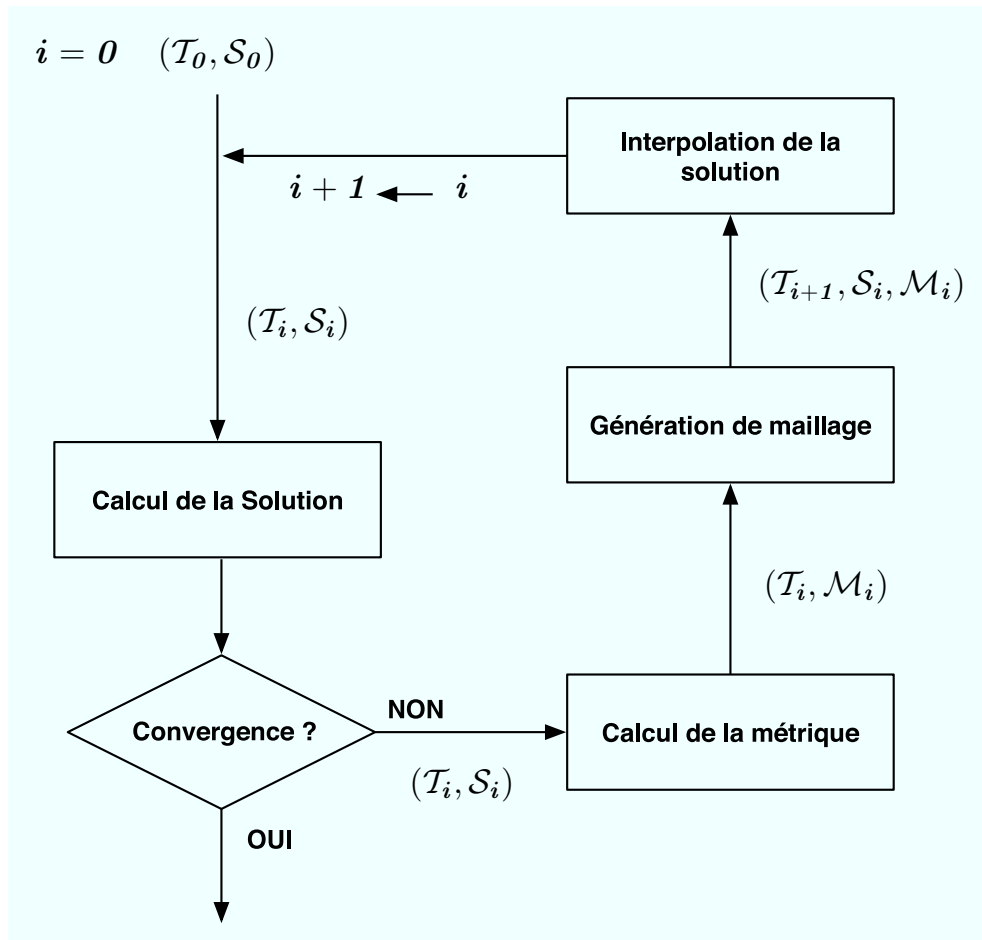 i = 0 (𝒯₀, 𝒮₀)
Interpolation de la
solution
i + 1 ← i
(𝒯ᵢ₊₁, 𝒮ᵢ, ℳᵢ)
(𝒯ᵢ, 𝒮ᵢ)
Génération de maillage
Calcul de la Solution
(𝒯ᵢ, ℳᵢ)
NON
Convergence ?
Calcul de la métrique
(𝒯ᵢ, 𝒮ᵢ)
OUI